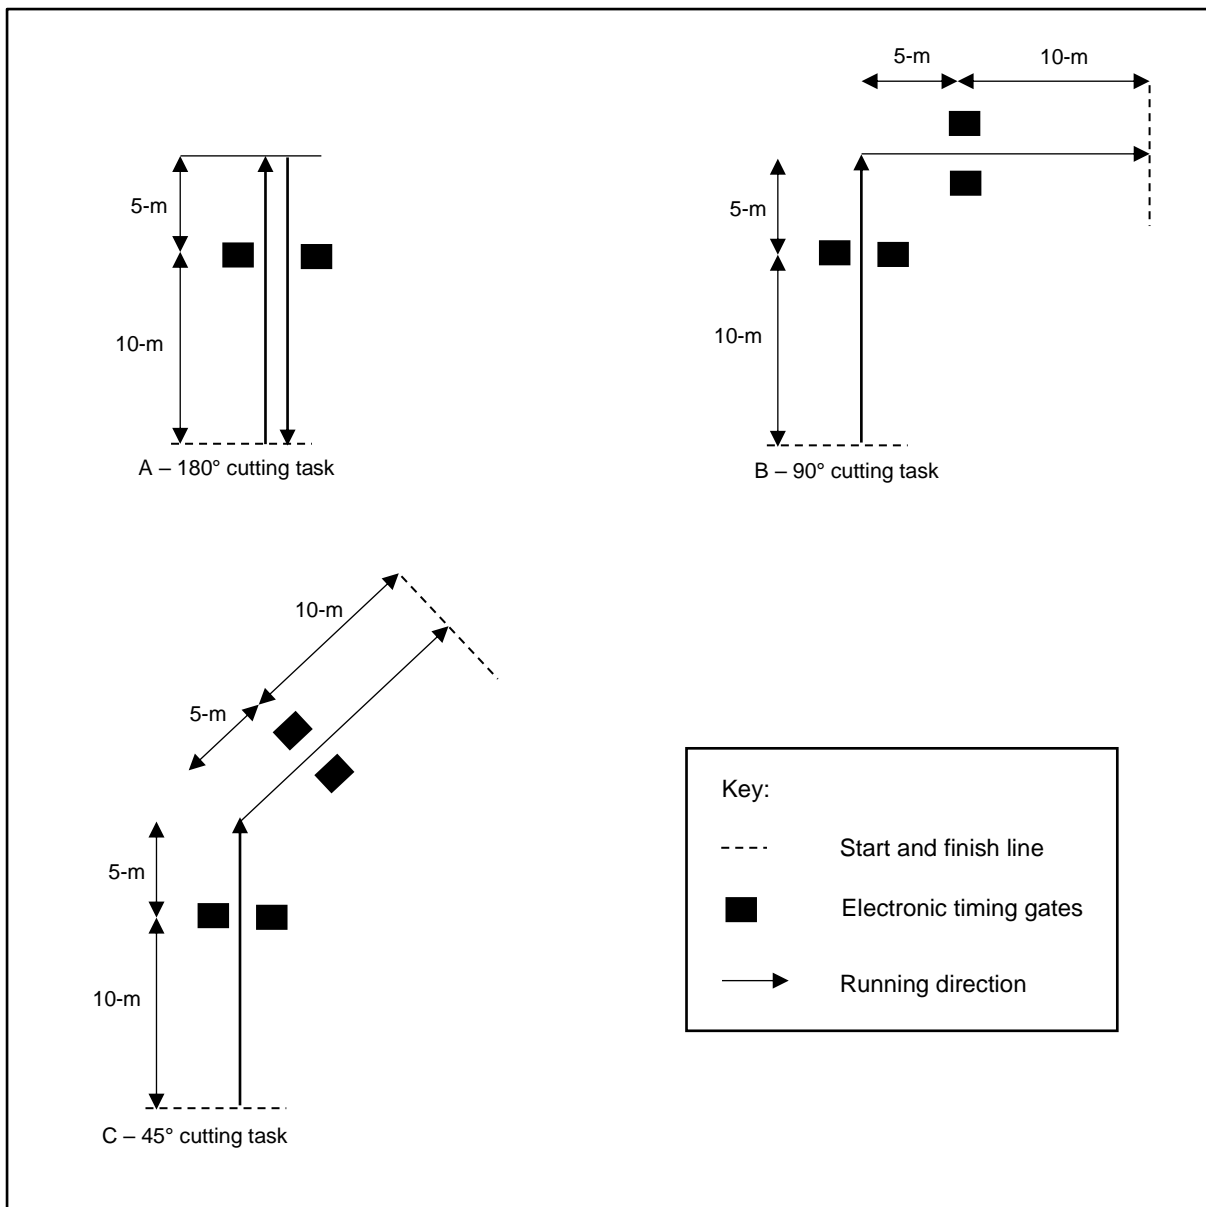 5-m
10-m
A – 180° cutting task
5-m
10-m
5-m
10-m
B – 90° cutting task
10-m
5-m
5-m
10-m
C – 45° cutting task
Key:
Start and finish line
Electronic timing gates
Running direction